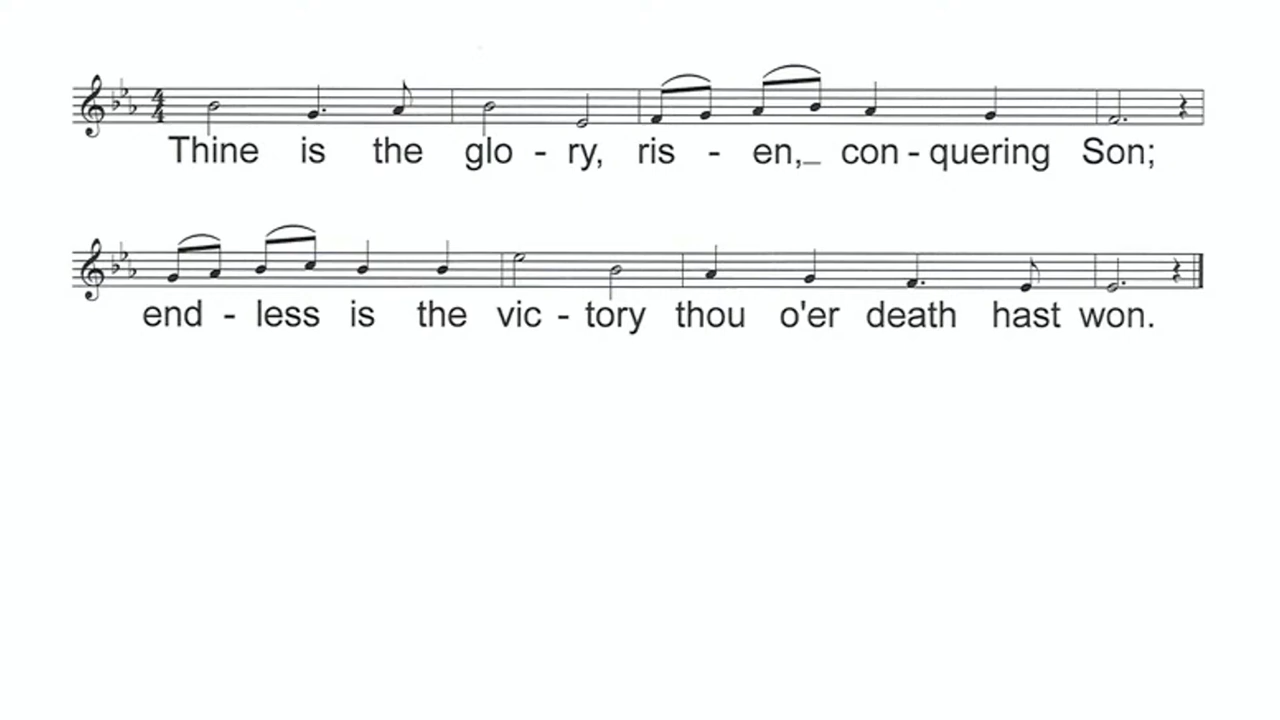 Thine is the glo - ry, ris - en,_ con - quering Son;
end - less is the vic - tory thou o'er death hast won.